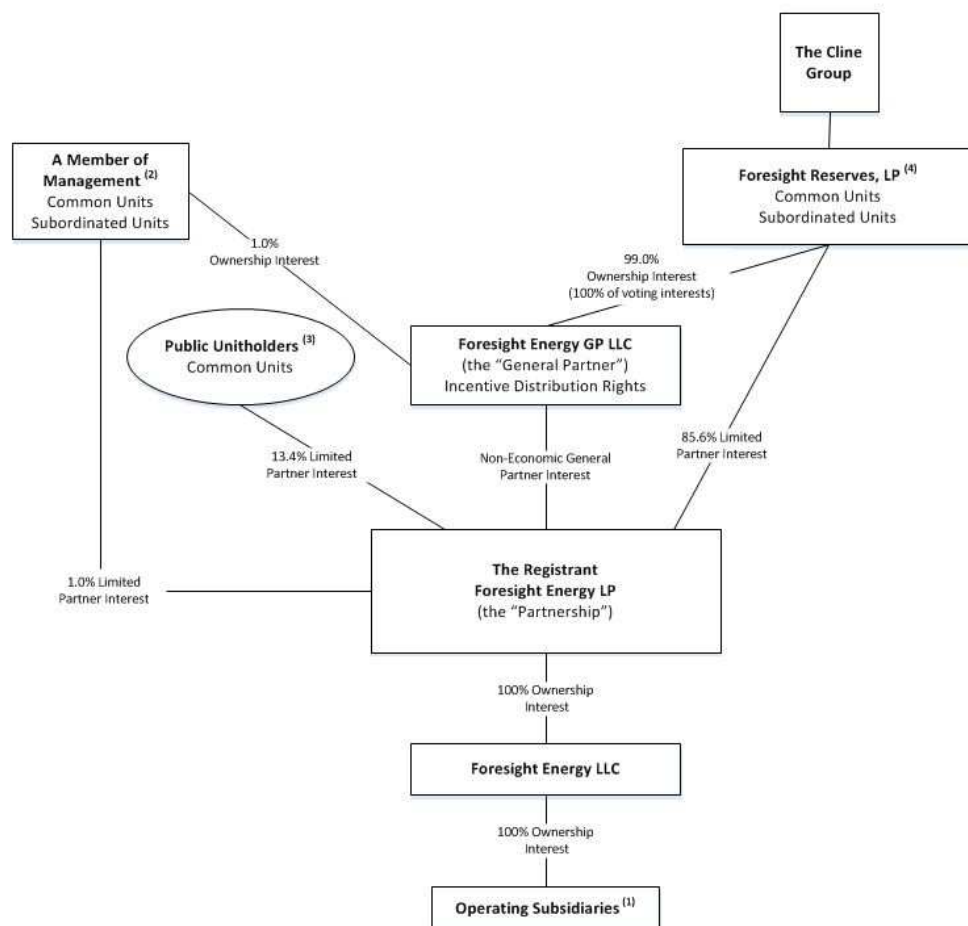 The Cline
Group
A Member of
Management (2)
Common Units
Subordinated Units
Foresight Reserves, LP (4)
Common Units
Subordinated Units
1.0%
Ownership Interest
99.0%
Ownership Interest
(100% of voting interests)
Public Unitholders (3)
Common Units
Foresight Energy GP LLC
(the “General Partner”)
Incentive Distribution Rights
13.4% Limited
Partner Interest
Non-Economic General
Partner Interest
85.6% Limited
Partner Interest
1.0% Limited
Partner Interest
The Registrant
Foresight Energy LP
(the “Partnership”)
100% Ownership
Interest
Foresight Energy LLC
100% Ownership
Interest
Operating Subsidiaries (1)